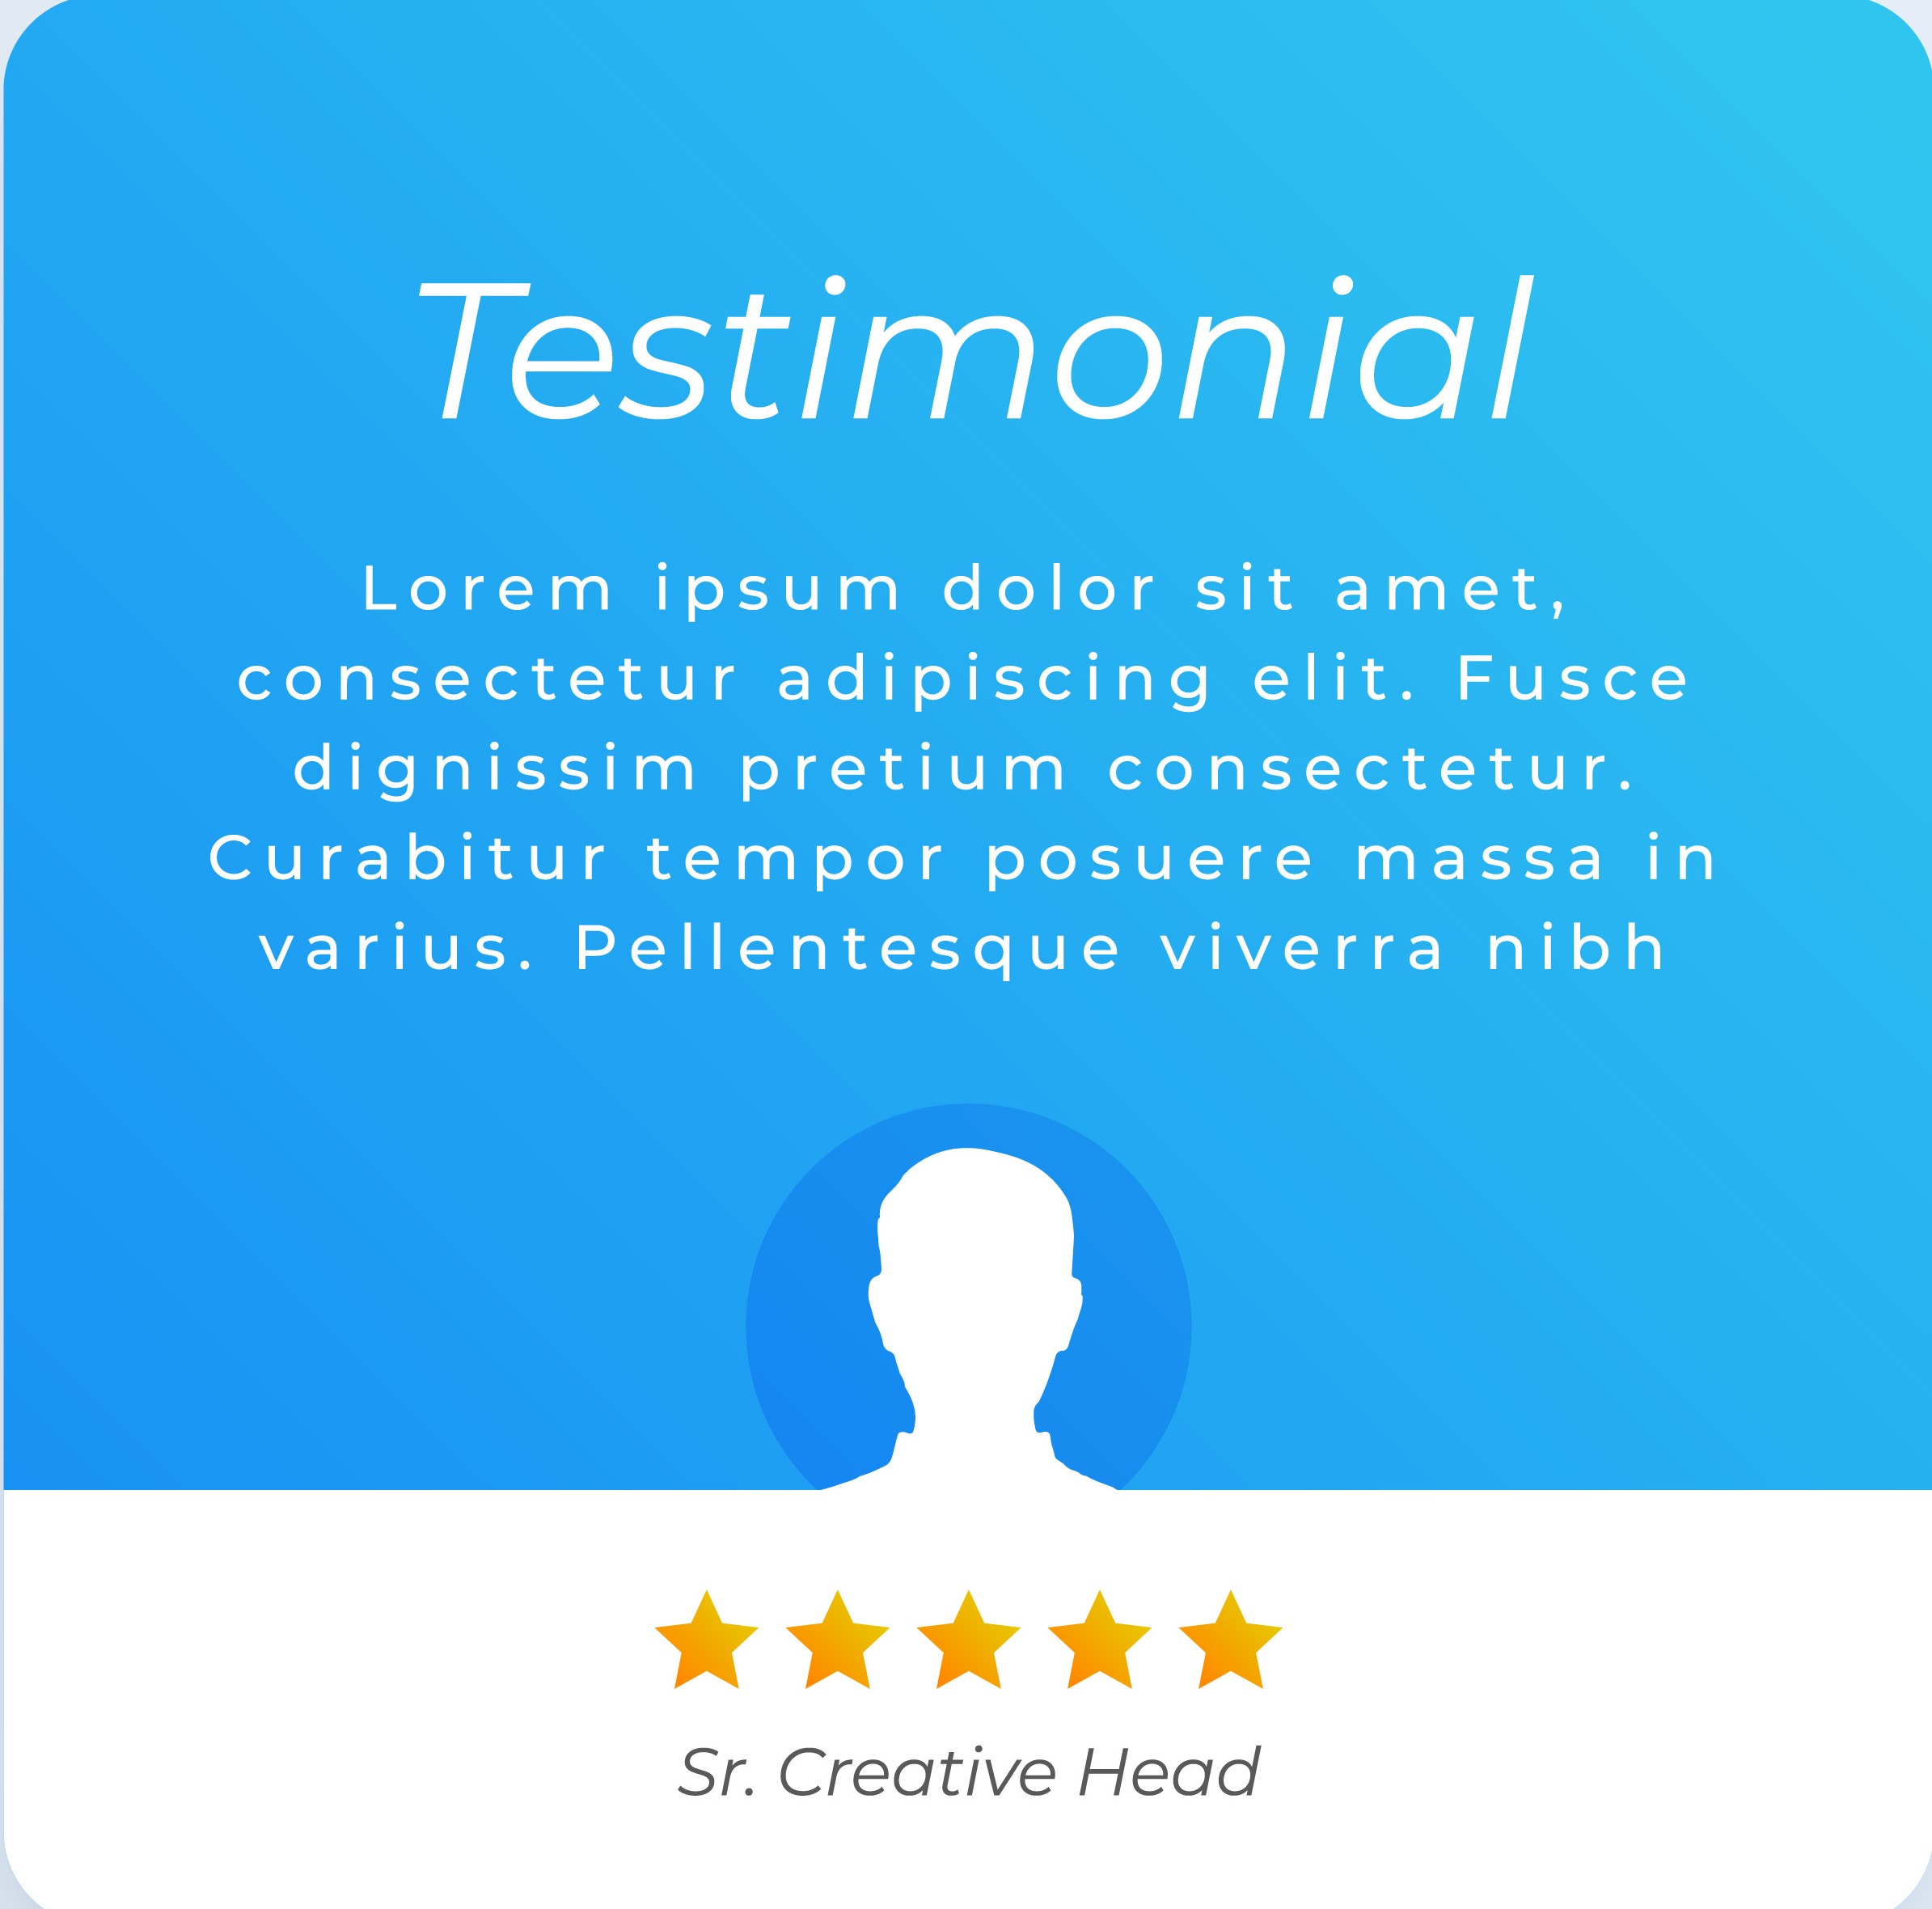 Testimonial
Lorem ipsum dolor sit amet,
consectetur adipiscing elit. Fusce
dignissim pretium consectetur.
Curabitur tempor posuere massa in
varius. Pellentesque viverra nibh
Sr. Creative Head